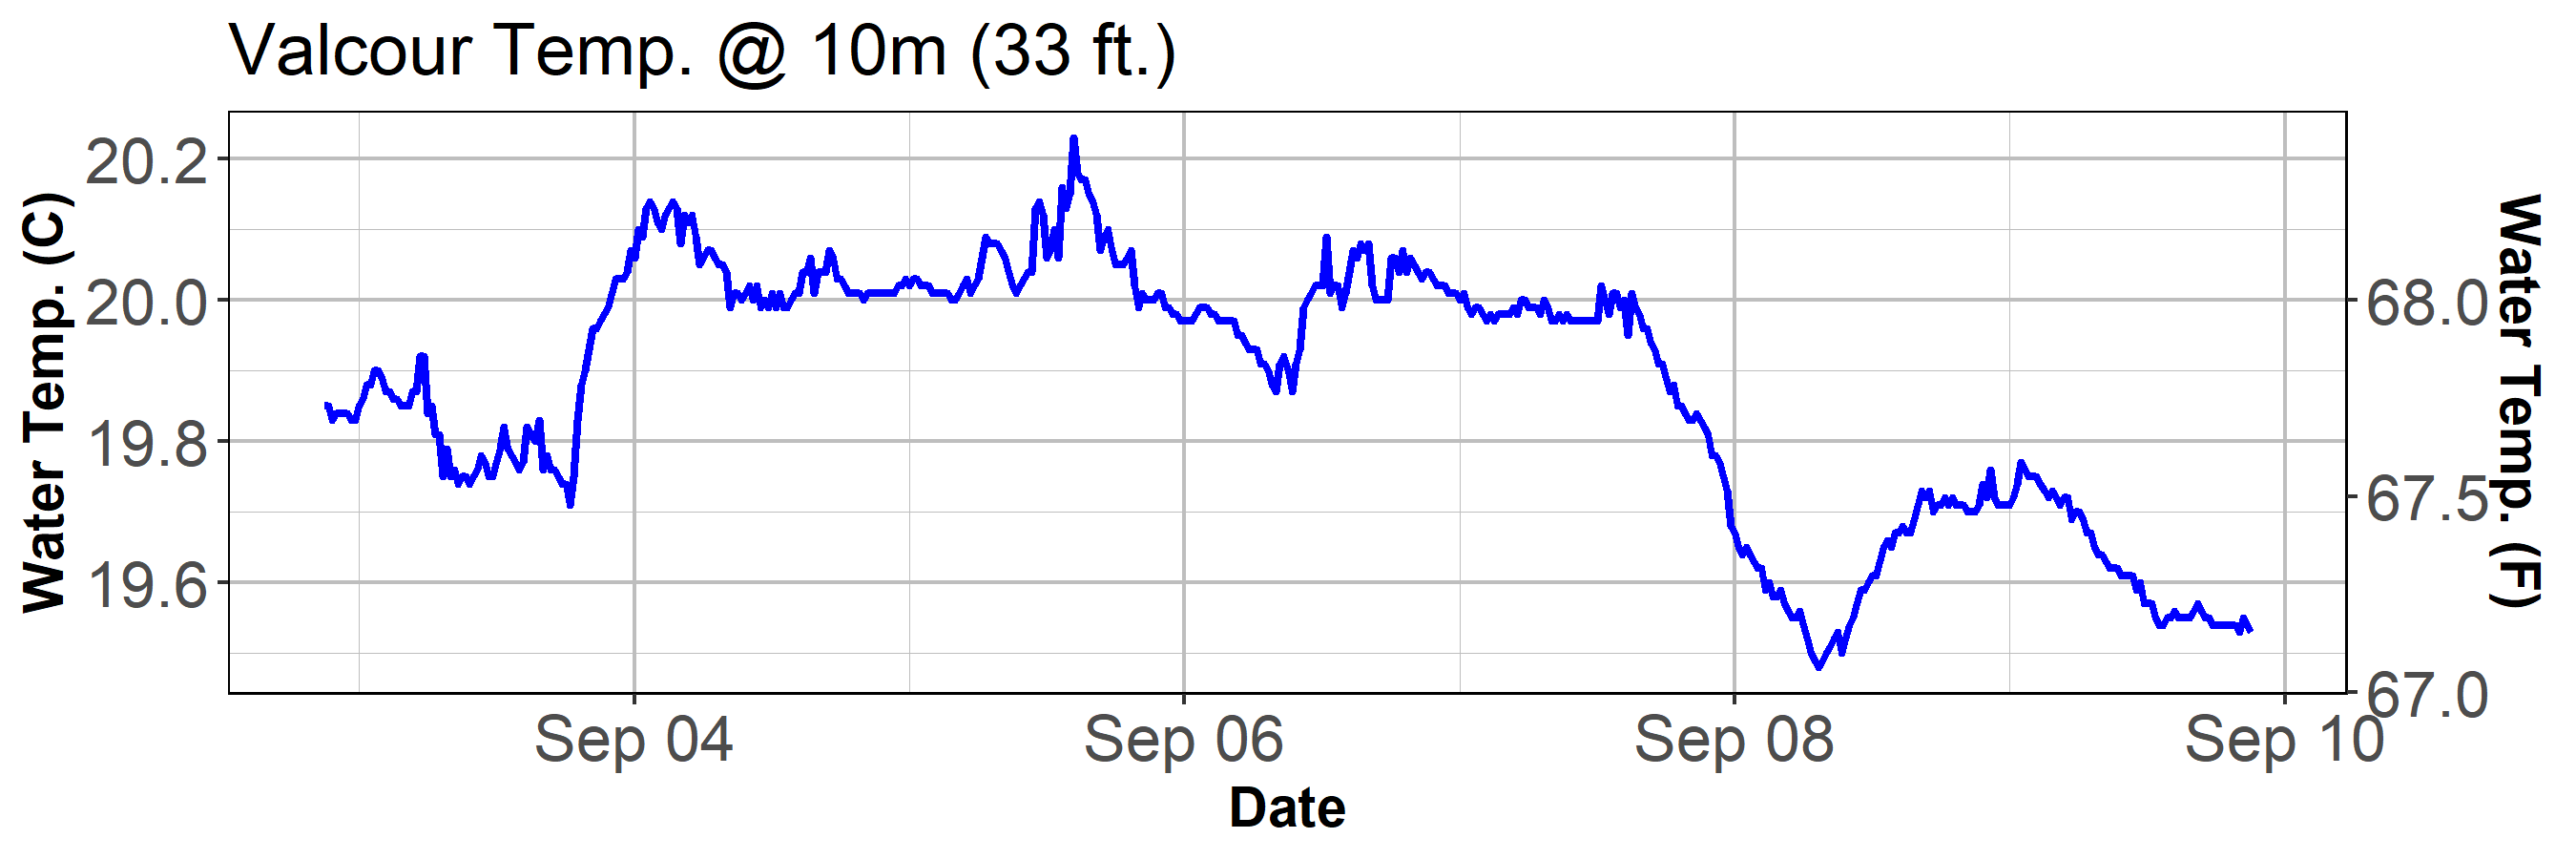 Valcour Temp. @ 10m (33 ft.)
Water Temp. (C)
20.2
20.0
19.8
19.6
68.0
67.5
67.0
Water Temp. (F)
Sep 04 Sep 06 Sep 08 Sep 10
Date